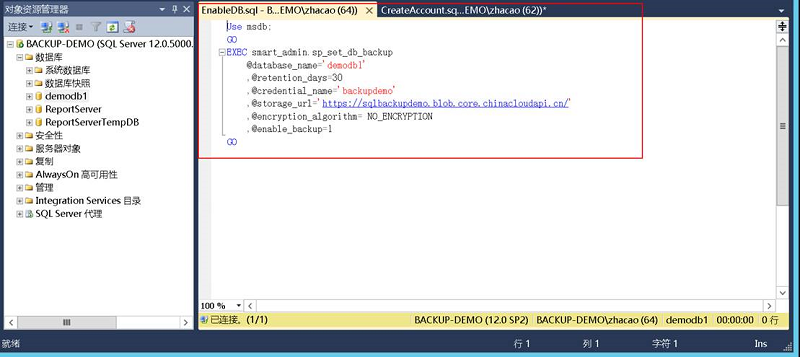 对象资源管理器
连接
BACKUP-DEMO (SQL Server 12.0.5000.
数据库
系统数据库
数据库快照
demodb1
ReportServer
ReportServerTempDB
安全性
服务器对象
复制
AlwaysOn 高可用性
管理
Integration Services 目录
SQL Server 代理
EnableDB.sql - B...EMO\zhacao (64))
CreateAccount.sq...EMO\zhacao (62))*
Use msdb;
GO
EXEC smart_admin.sp_set_db_backup
@database_name='demodb1'
,@retention_days=30
,@credential_name='backupdemo'
,@storage_url='https://sqlbackupdemo.blob.core.chinacloudapi.cn/'
,@encryption_algorithm= NO_ENCRYPTION
,@enable_backup=1
GO
100 %
已连接。(1/1)
BACKUP-DEMO (12.0 SP2)
BACKUP-DEMO\zhacao (64)
demodb1
00:00:00
0 行
就绪
行 1
列 1
字符 1
Ins